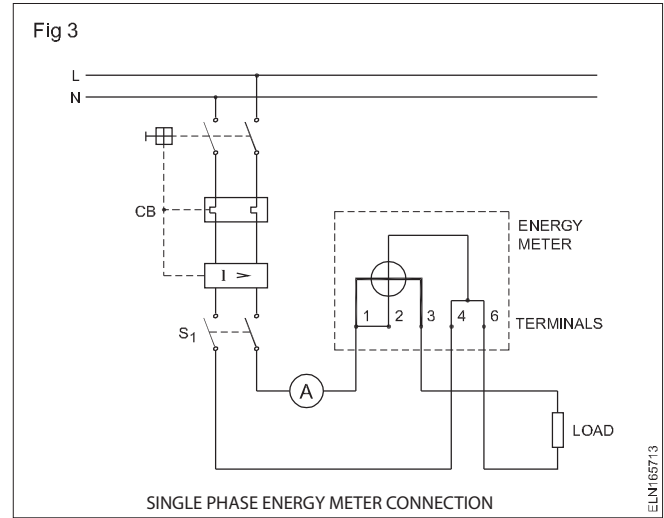 Fig 3
L
N
CB
I >
S1
A
ENERGY
METER
1 2 3 4 6
TERMINALS
LOAD
SINGLE PHASE ENERGY METER CONNECTION
ELN165713